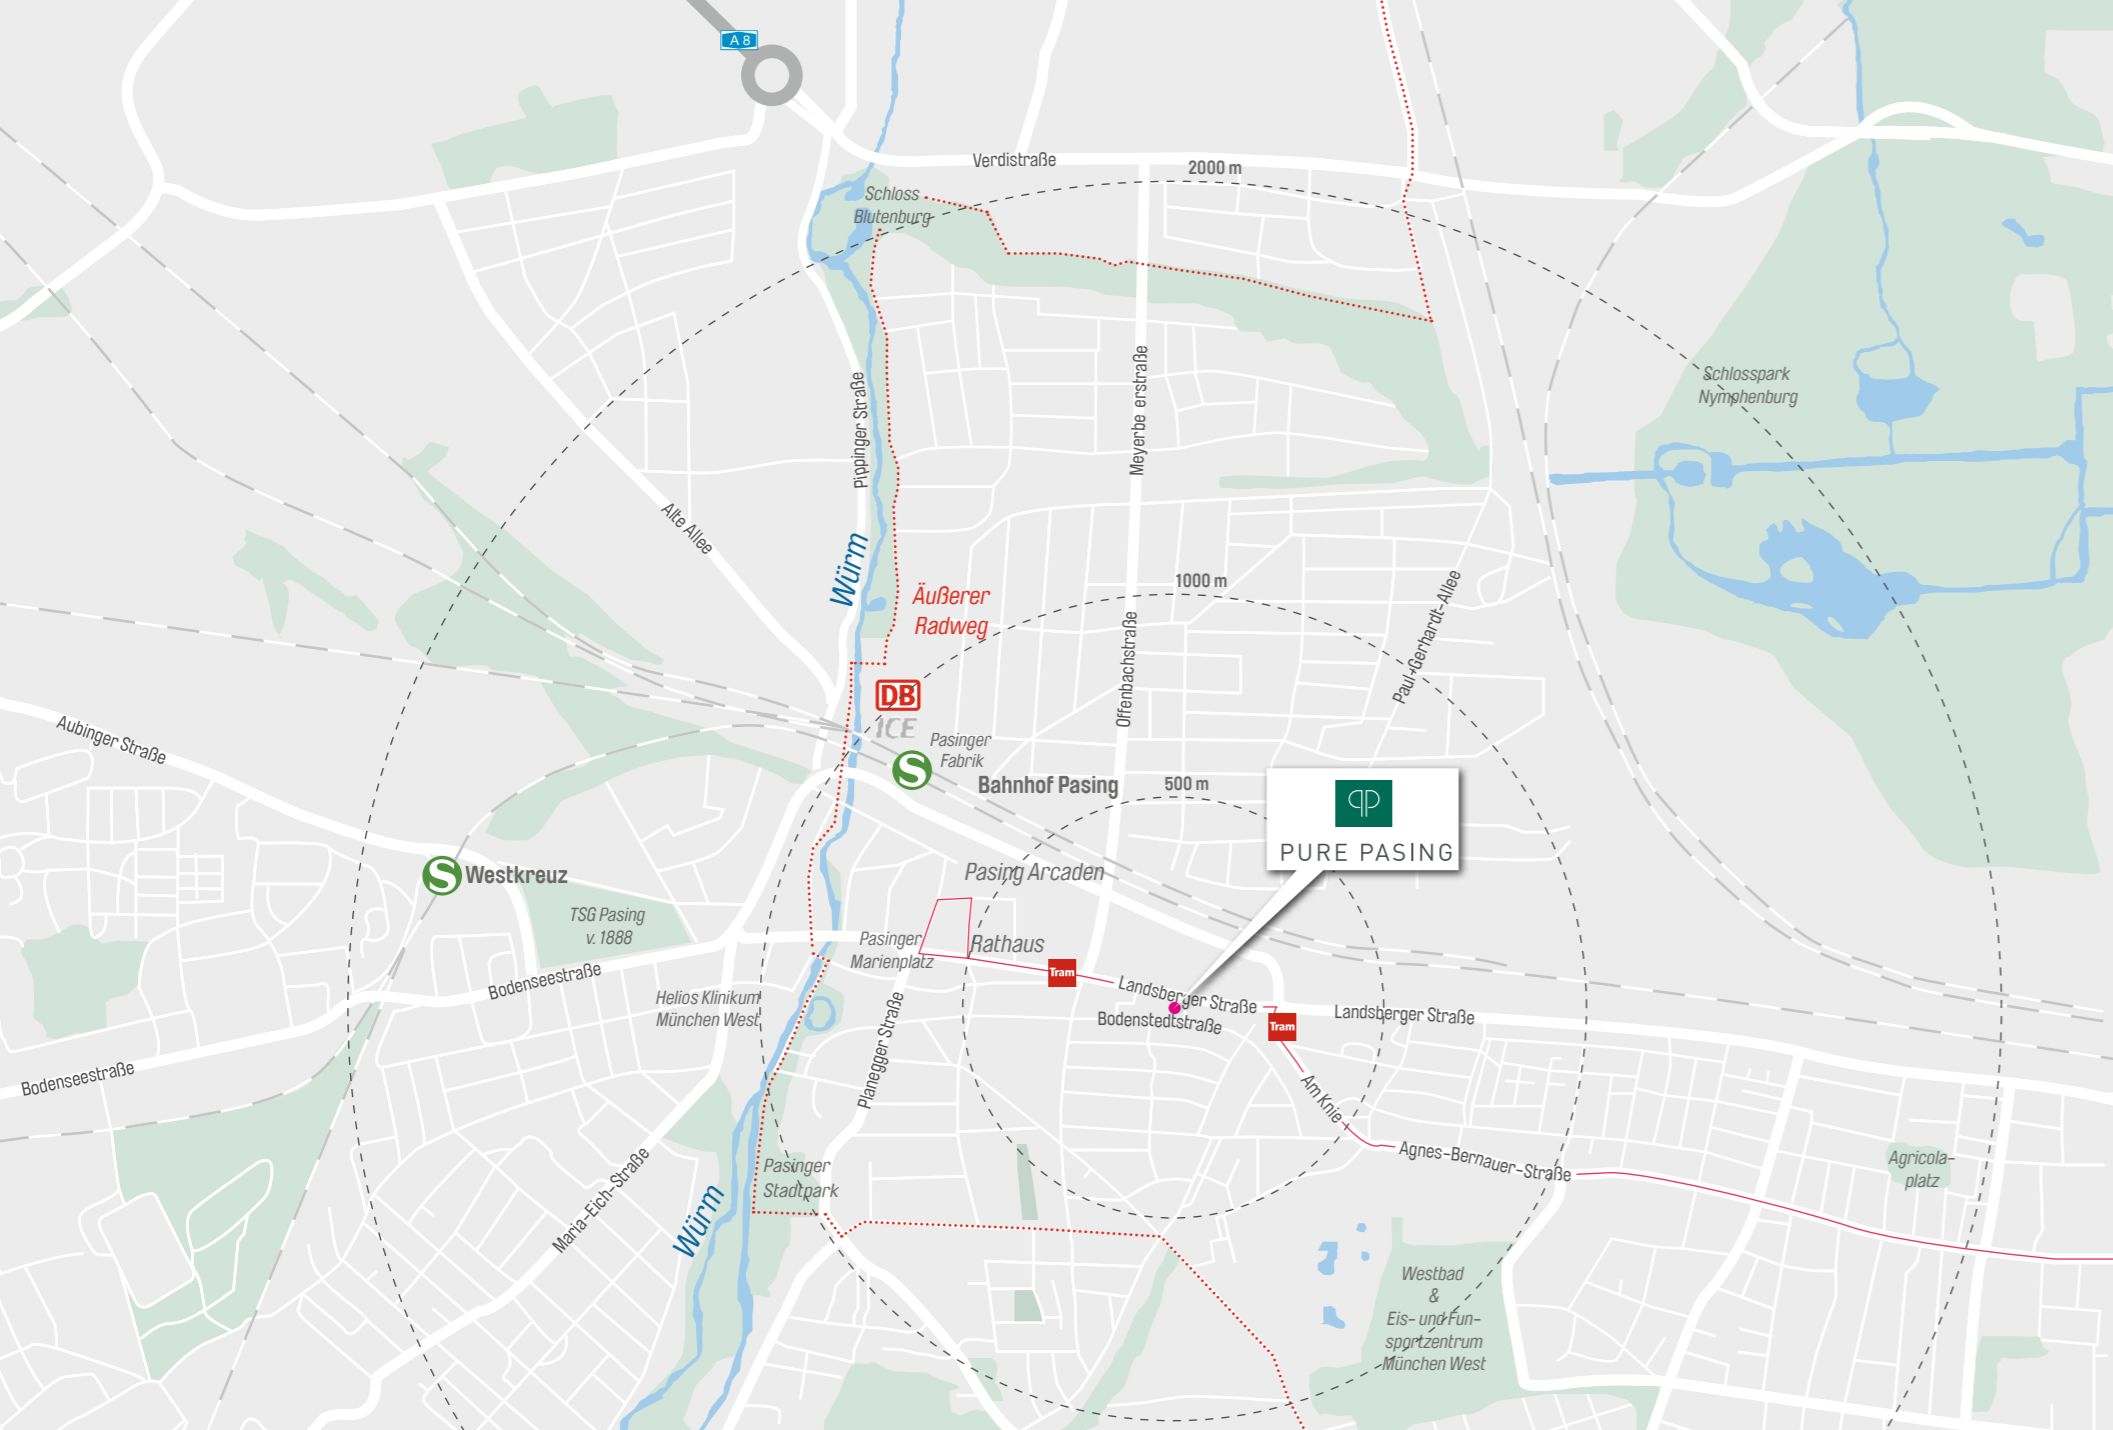 A 8
Verdistraße
2000 m
Schloss
Blutenburg
Schlosspark
Nymphenburg
Pippinger Straße
Meyerbe erstraße
Alte Allee
Würm
Äußerer
Radweg
1000 m
Offenbachstraße
Paul-Gerhardt-Allee
DB
ICE
Pasinger
Fabrik
S
Bahnhof Pasing
500 m
Aubinger Straße
PURE PASING
S Westkreuz
Pasing Arcaden
TSG Pasing
v. 1888
Pasinger
Marienplatz
Rathaus
Tram
Bodenseestraße
Landsberger Straße
Helios Klinikum
München West
Bodenstedtstraße
Tram
Landsberger Straße
Bodenseestraße
Planegger Straße
Am Knie
Agnes-Bernauer-Straße
Agricola-
platz
Maria-Eich-Straße
Pasinger
Stadtpark
Würm
Westbad
&
Eis- und Fun-
sportzentrum
München West